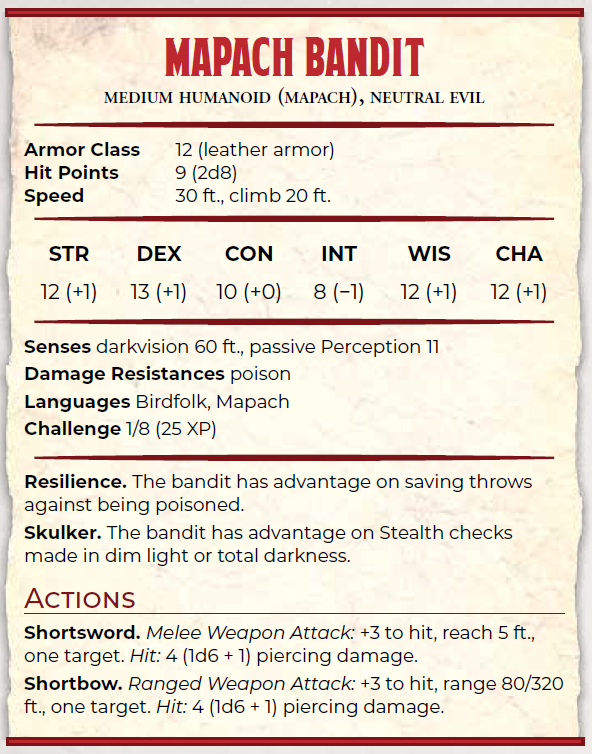 MAPACH BANDIT
MEDIUM HUMANOID (MAPACH), NEUTRAL EVIL
Armor Class 12 (leather armor)
Hit Points 9 (2d8)
Speed 30 ft., climb 20 ft.
STR DEX CON INT WIS CHA
12 (+1) 13 (+1) 10 (+0) 8 (−1) 12 (+1) 12 (+1)
Senses darkvision 60 ft., passive Perception 11
Damage Resistances poison
Languages Birdfolk, Mapach
Challenge 1/8 (25 XP)
Resilience. The bandit has advantage on saving throws
against being poisoned.
Skulker. The bandit has advantage on Stealth checks
made in dim light or total darkness.
ACTIONS
Shortsword. Melee Weapon Attack: +3 to hit, reach 5 ft.,
one target. Hit: 4 (1d6 + 1) piercing damage.
Shortbow. Ranged Weapon Attack: +3 to hit, range 80/320
ft., one target. Hit: 4 (1d6 + 1) piercing damage.